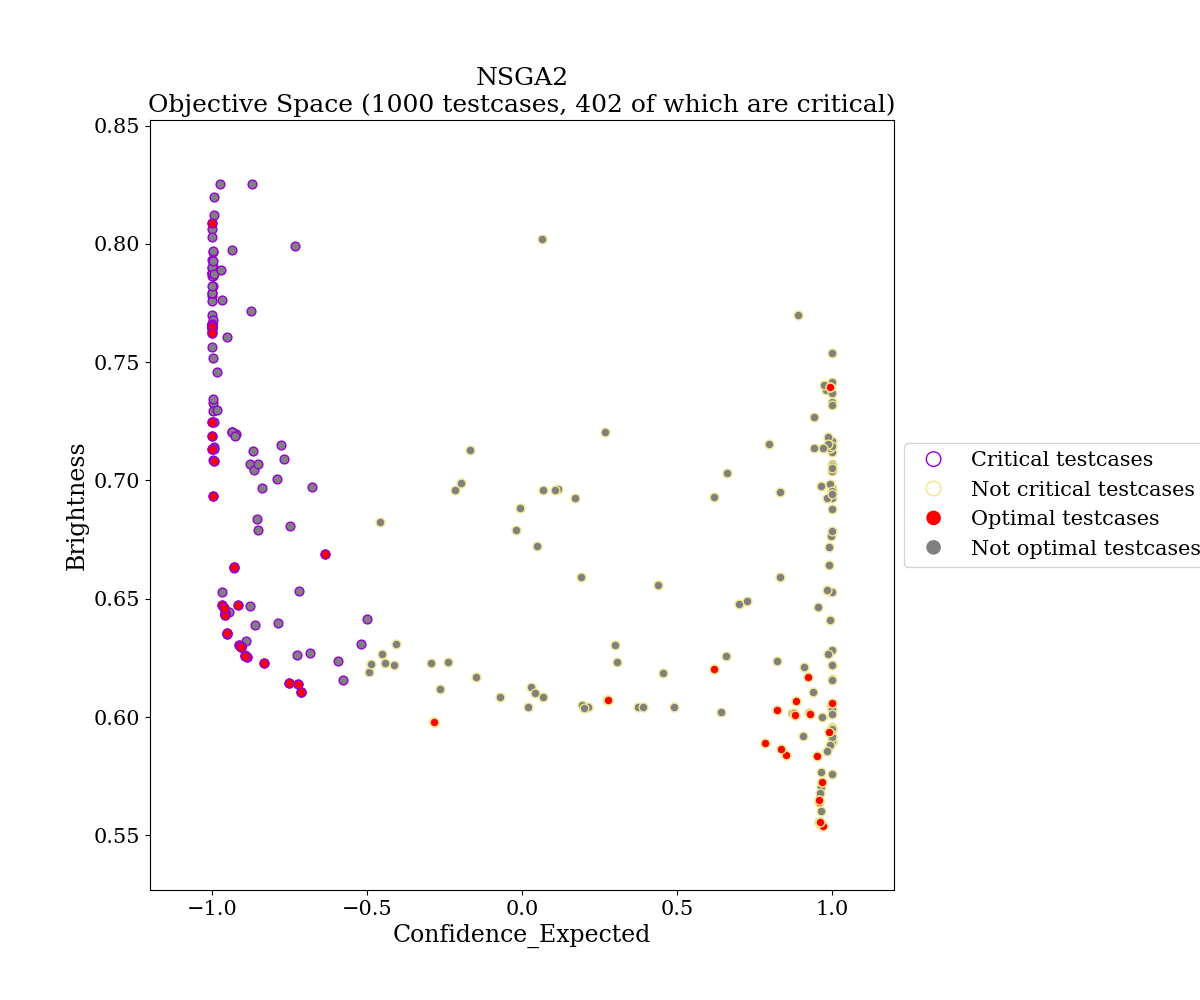 NSGA2
Objective Space (1000 testcases, 402 of which are critical)
0.85
0.80
0.75
0.70
0.65
0.60
0.55
Brightness
−1.0
−0.5
0.0
0.5
1.0
Confidence_Expected
Critical testcases
Not critical testcases
Optimal testcases
Not optimal testcases